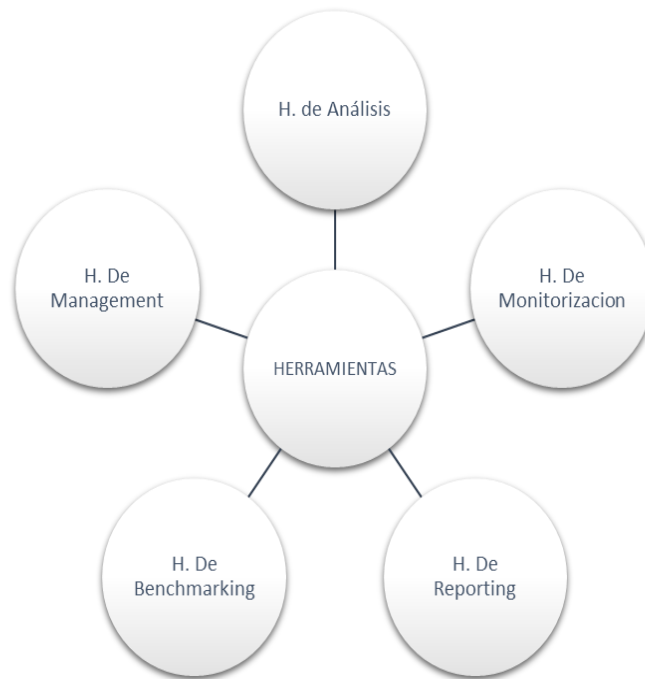 H. de Análisis
H. De
Management
H. De
Monitorizacion
HERRAMIENTAS
H. De
Benchmarking
H. De
Reporting